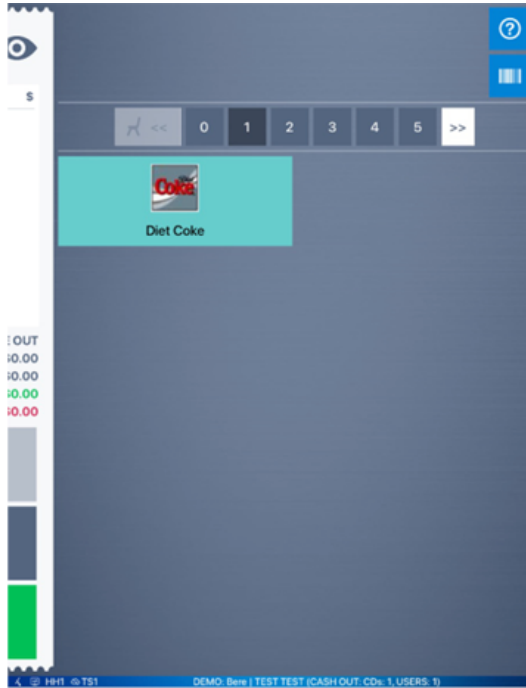 $
<< 0 1 2 3 4 5 >>
Coke
Diet Coke
OUT
0.00
0.00
0.00
0.00
HH1 TS1 DEMO: Bere | TEST TEST (CASH OUT: CDs: 1, USERS: 1)